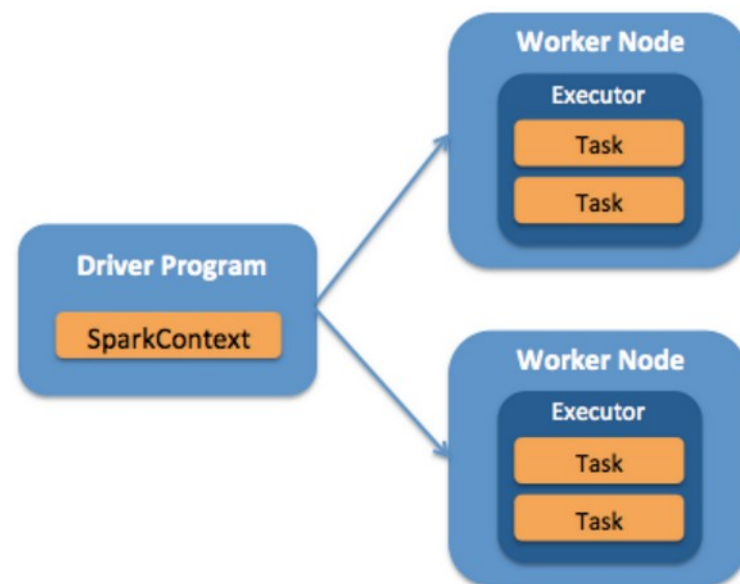 Driver Program
SparkContext
Worker Node
Executor
Task
Task
Worker Node
Executor
Task
Task